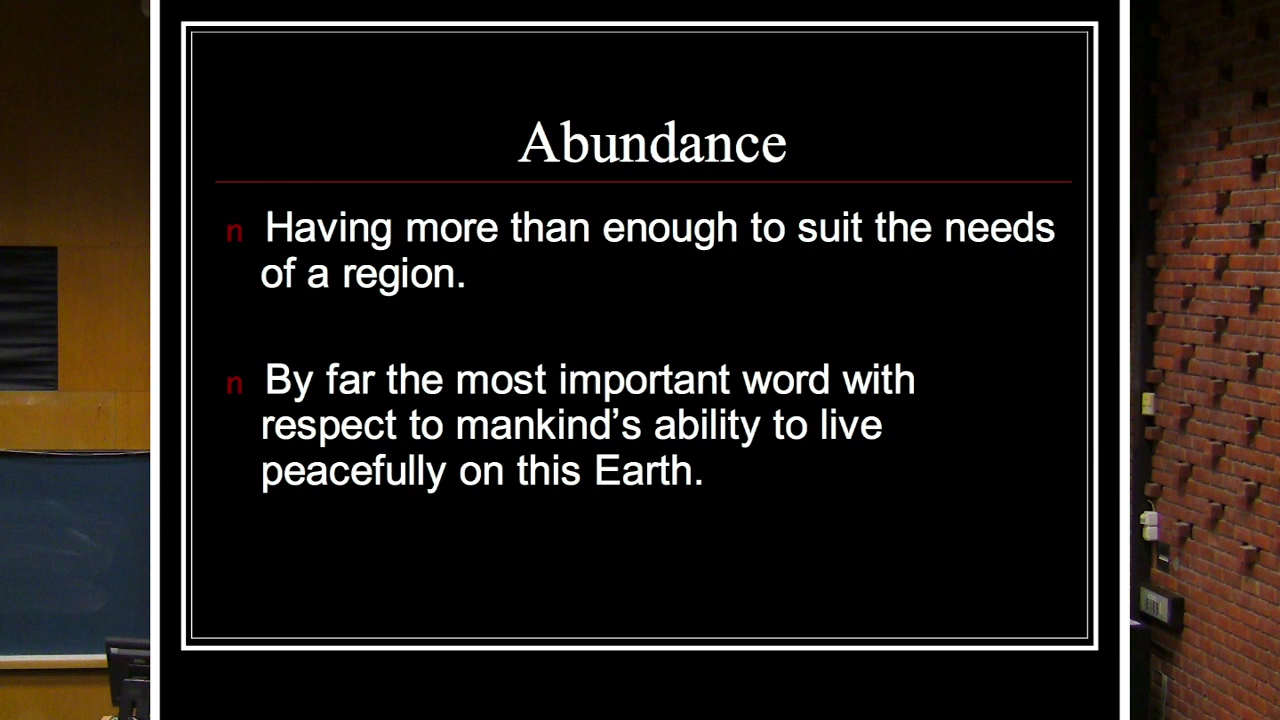 Abundance
n Having more than enough to suit the needs
of a region.
n By far the most important word with
respect to mankind’s ability to live
peacefully on this Earth.